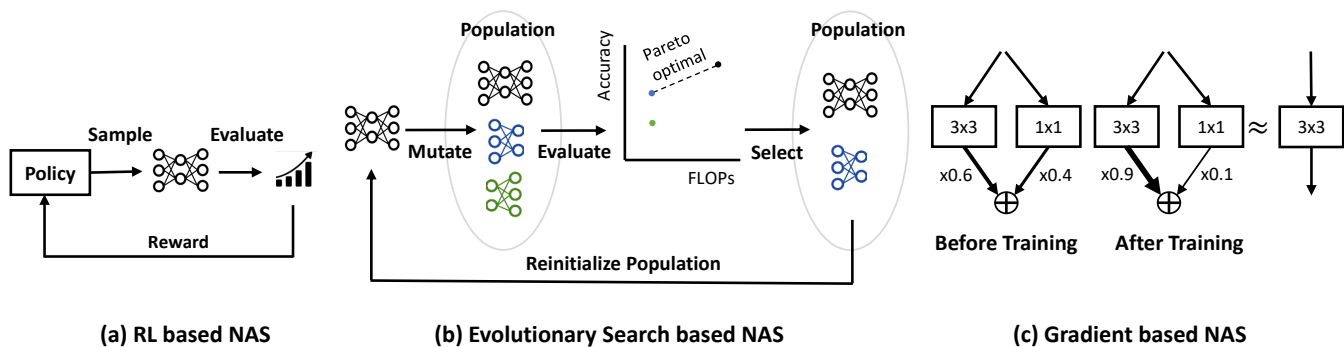 Policy
Sample
Evaluate
Reward
(a) RL based NAS
Population
Mutate
Evaluate
Accuracy
Pareto
optimal
FLOPs
Select
Population
Reinitialize Population
(b) Evolutionary Search based NAS
3x3
1x1
x0.6
x0.4
Before Training
3x3
1x1
x0.9
x0.1
After Training
≈
3x3
(c) Gradient based NAS